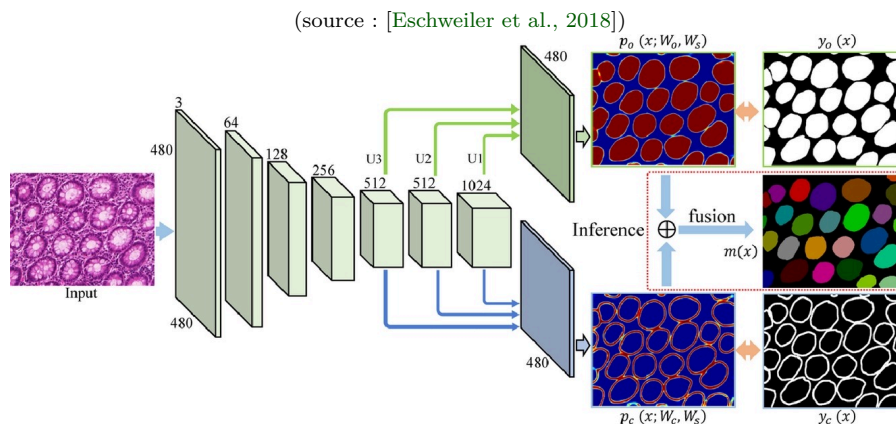 (source : [Eschweiler et al., 2018])
p_o (x; W_o, W_s)
y_o (x)
480
3
64
480
128
256
U3
U2
U1
512
512
1024
Inference
fusion
m(x)
Input
480
480
p_c (x; W_c, W_s)
y_c (x)